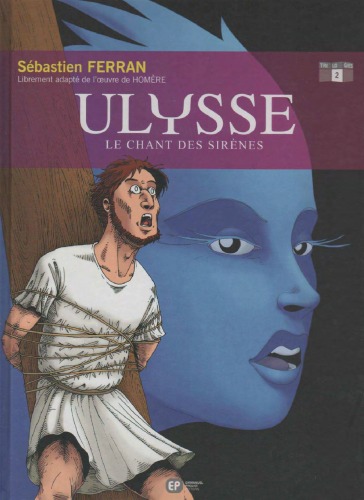 Sébastien FERRAN
Librement adapté de l'œuvre de HOMÈRE
2
ULYSSE
LE CHANT DES SIRÈNES
EP